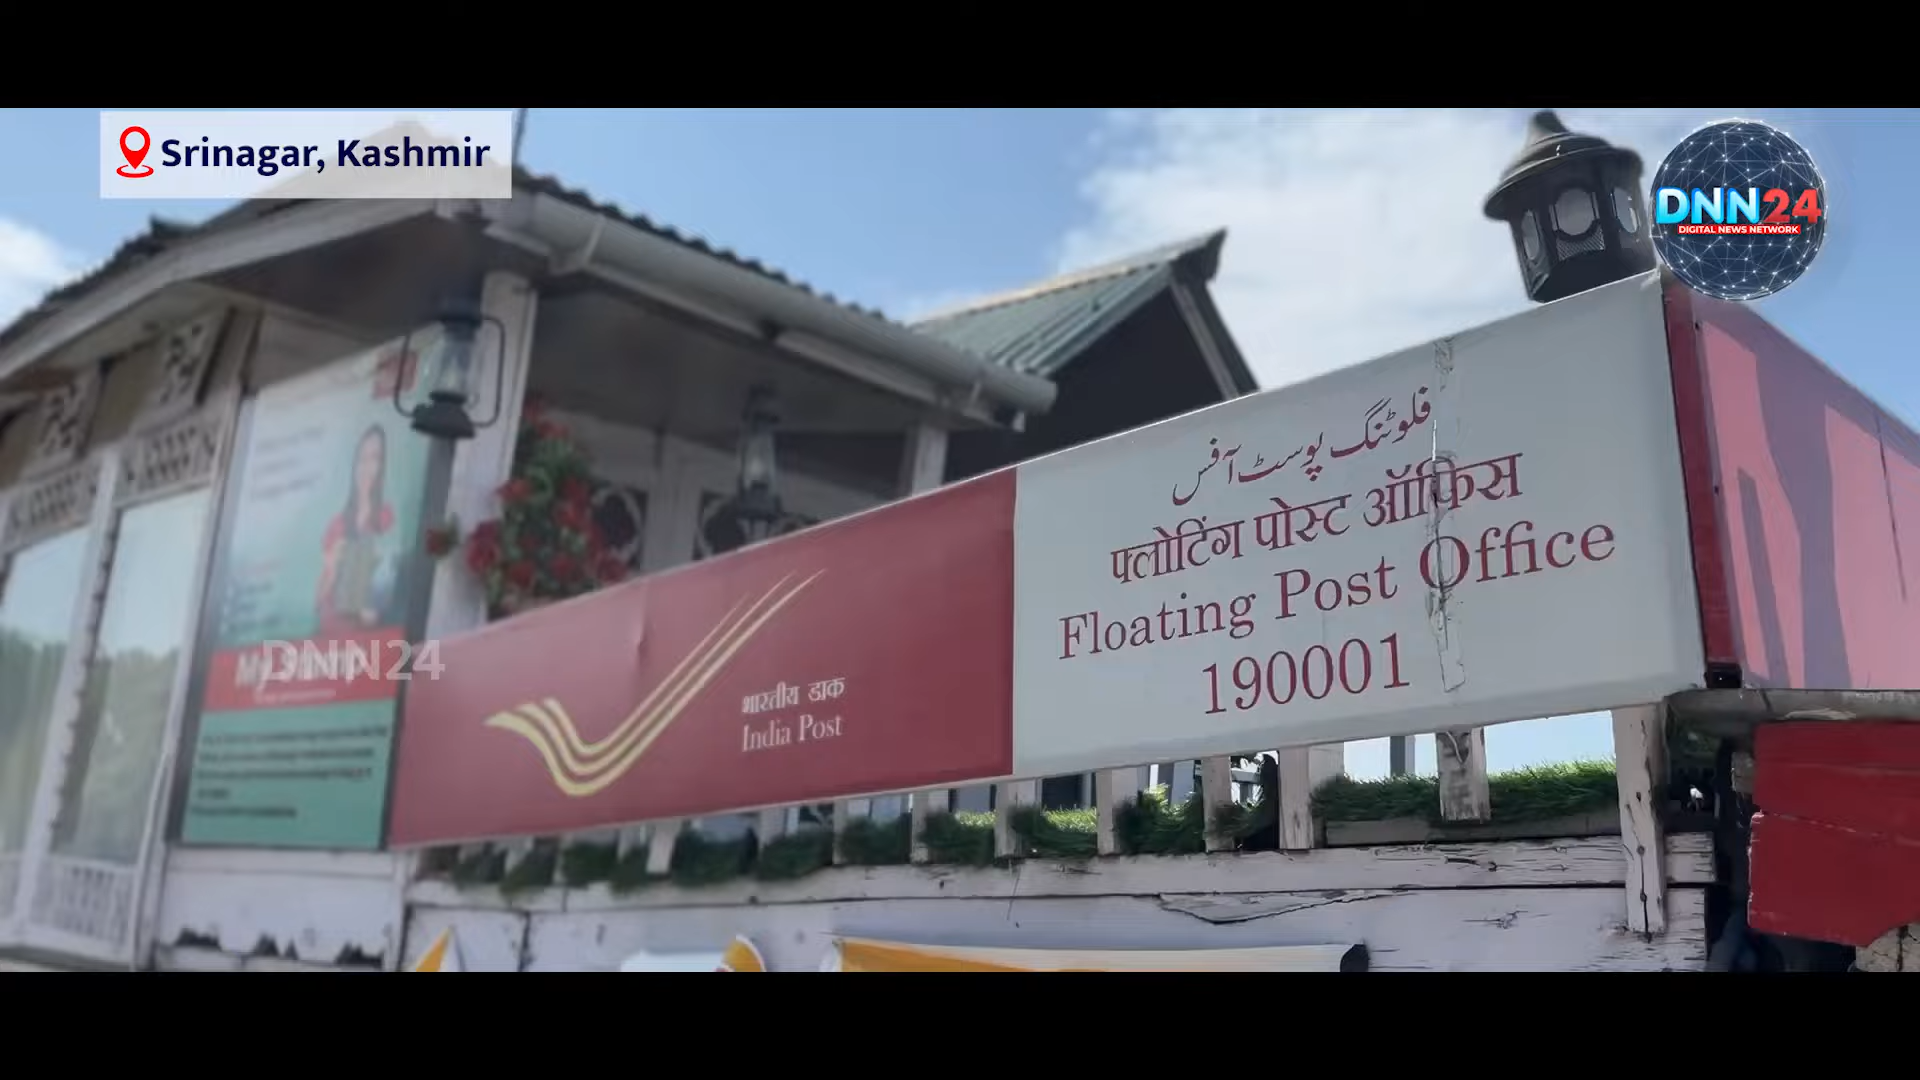 Srinagar, Kashmir
DNN24
DIGITAL NEWS NETWORK
فلوٹنگ پوسٹ آفس
फ्लोटिंग पोस्ट ऑफिस
Floating Post Office
190001
भारतीय डाक
India Post
DNN24